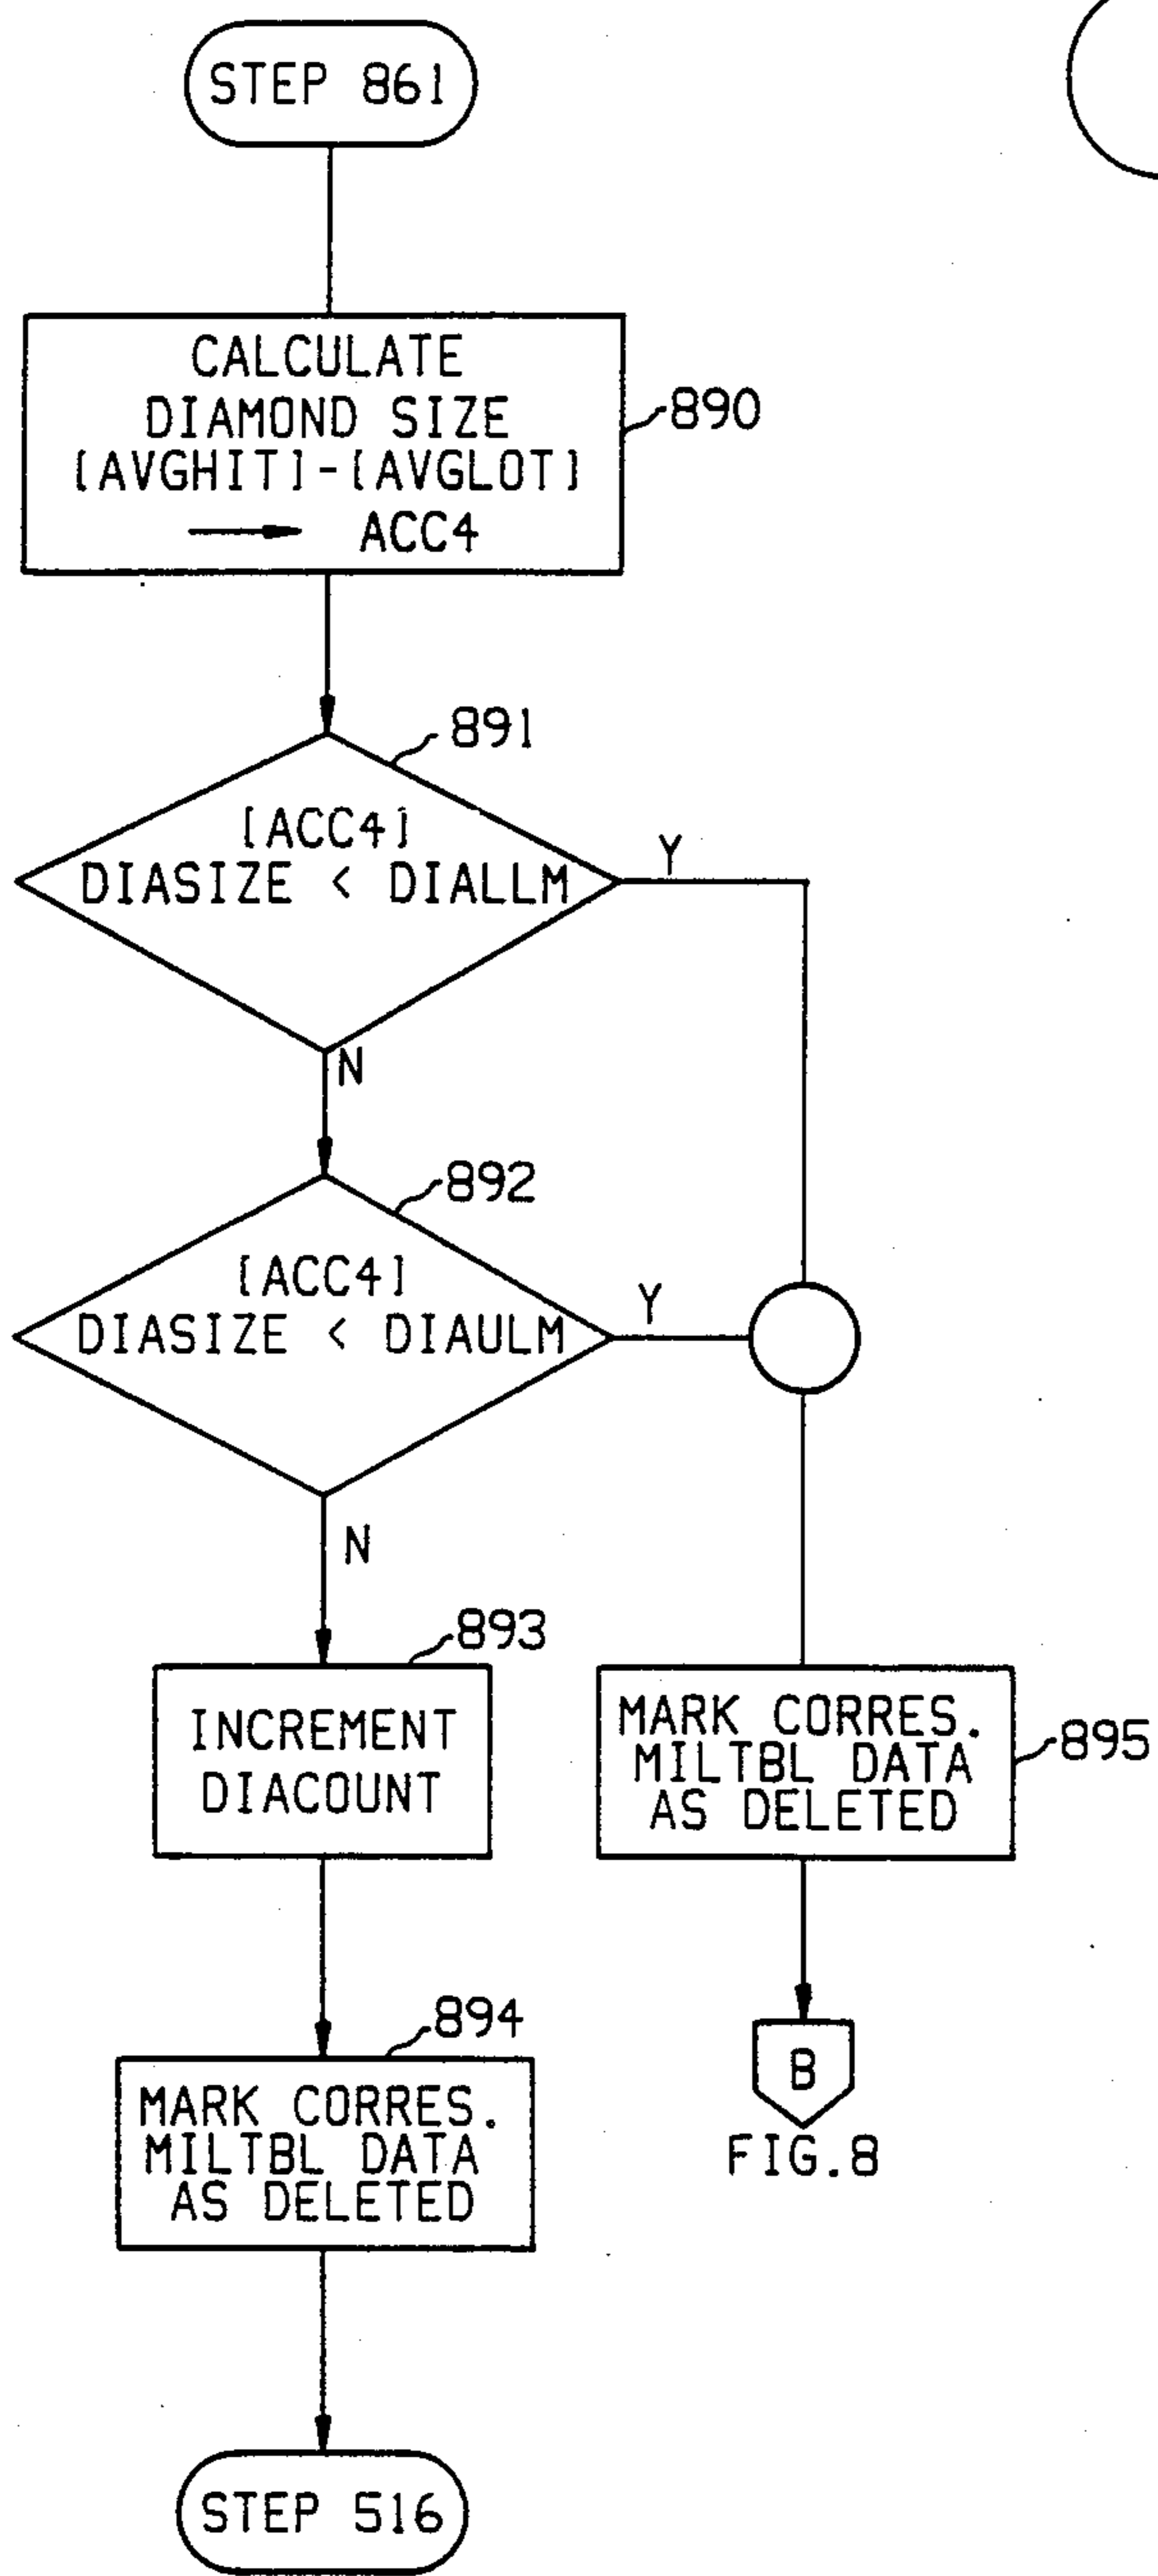 STEP 861
CALCULATE
DIAMOND SIZE
[AVGHIT]-[AVGLOT]
→ ACC4
890
891
[ACC4]
DIASIZE < DIALLM
Y
N
892
[ACC4]
DIASIZE < DIAULM
Y
N
893
INCREMENT
DIACOUNT
MARK CORRES.
MILTBL DATA
AS DELETED
895
894
MARK CORRES.
MILTBL DATA
AS DELETED
B
FIG.8
STEP 516